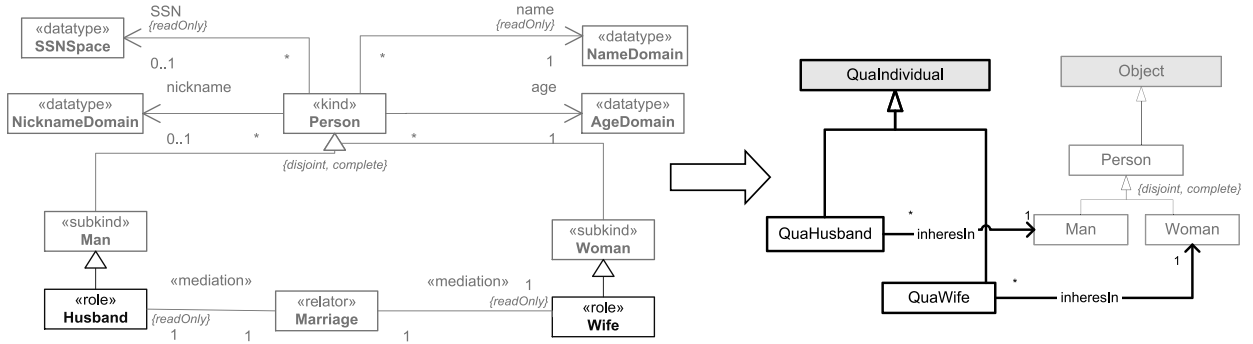 SSN
{readOnly}
name
{readOnly}
«datatype»
SSNSpace
«datatype»
NameDomain
0..1
*
*
1
nickname
age
«datatype»
NicknameDomain
«kind»
Person
«datatype»
AgeDomain
0..1
*
*
1
{disjoint, complete}
«subkind»
Man
«subkind»
Woman
«mediation»
«mediation»
1
{readOnly}
«role»
Husband
{readOnly}
1
1
«relator»
Marriage
1
«role»
Wife
QuaIndividual
Object
Person
{disjoint, complete}
QuaHusband
*
inheresIn
1
Man
Woman
1
QuaWife
*
inheresIn